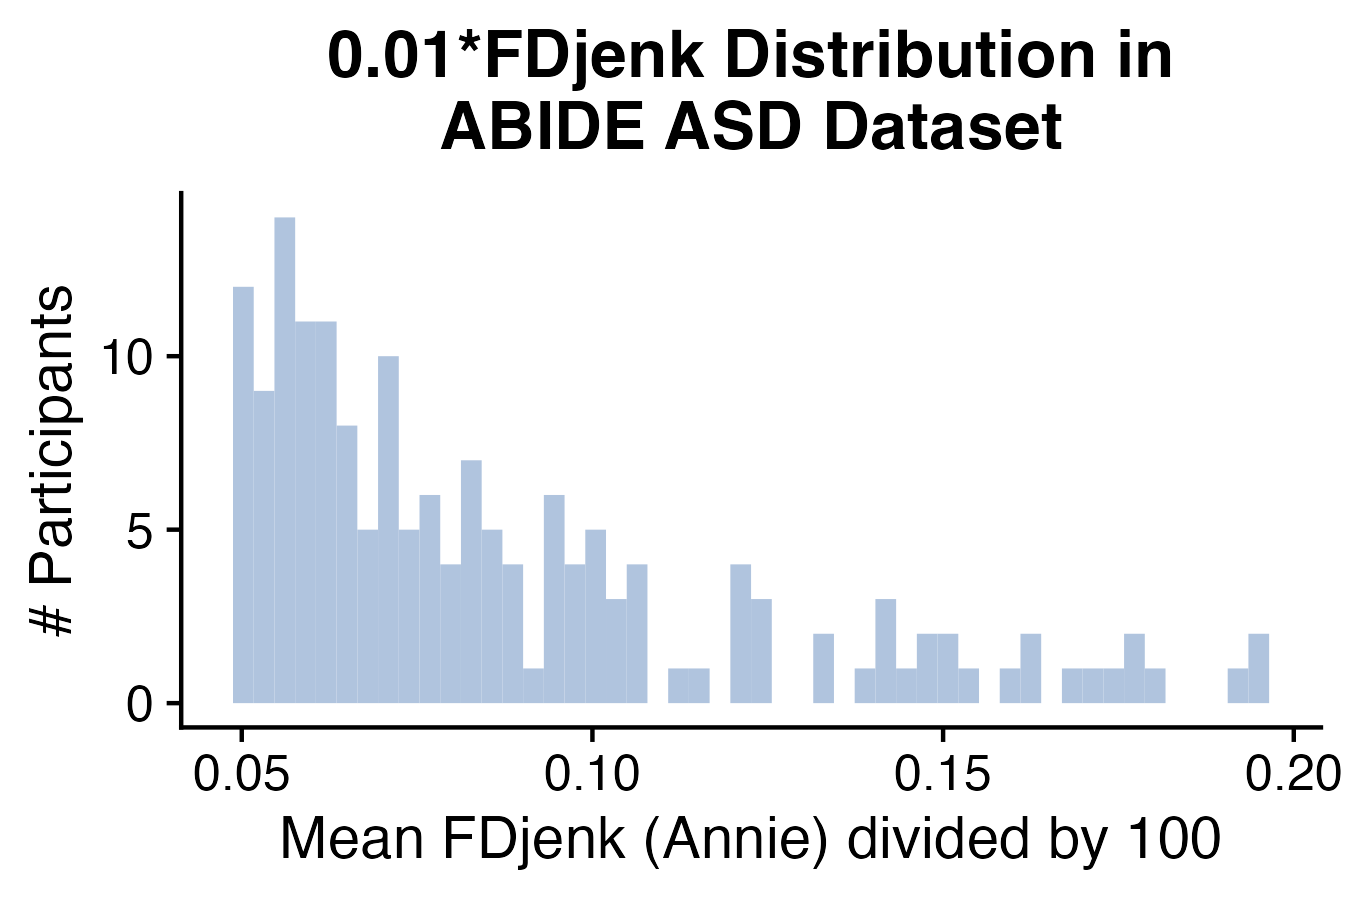 0.01*FDjenk Distribution in
ABIDE ASD Dataset
# Participants
10
5
0
0.05 0.10 0.15 0.20
Mean FDjenk (Annie) divided by 100